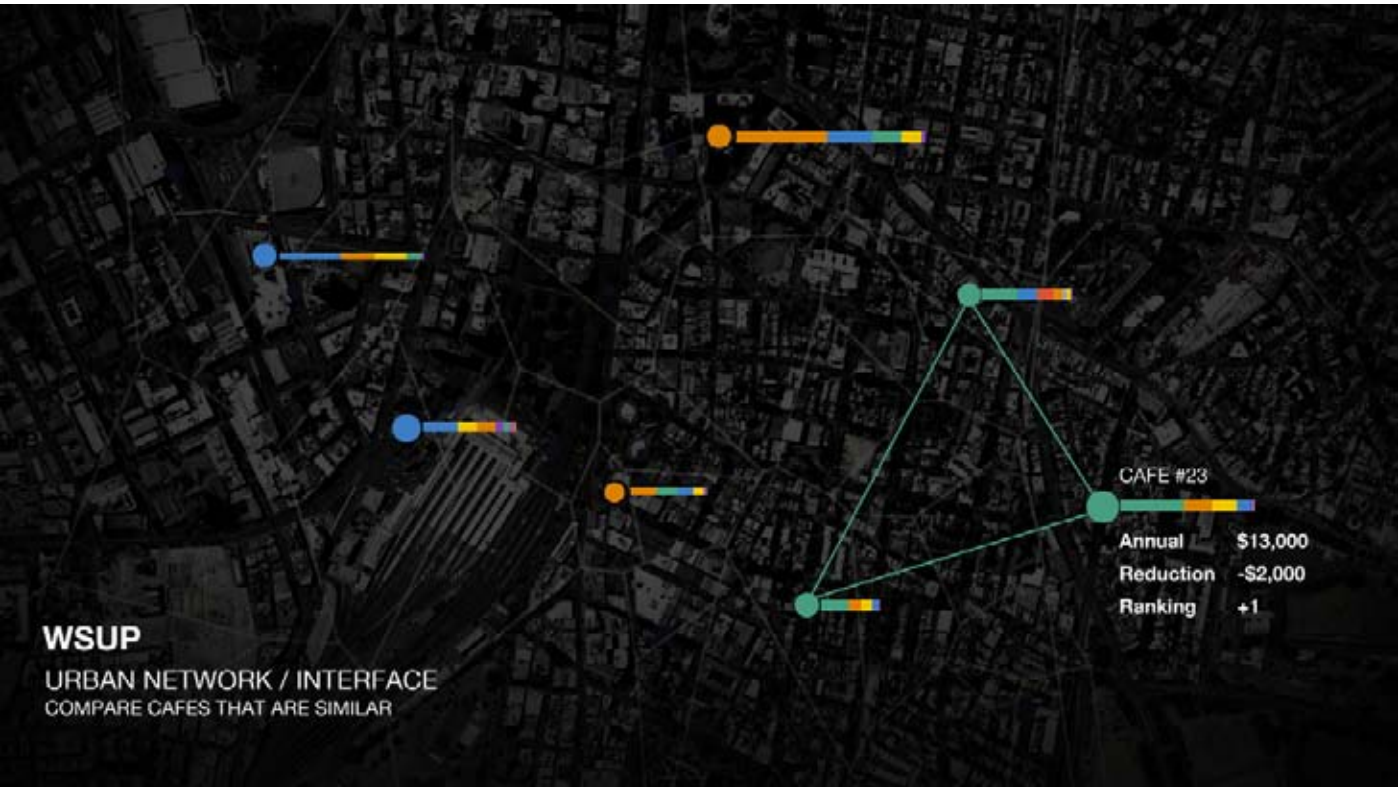 CAFE #23
Annual $13,000
Reduction -$2,000
Ranking +1
WSUP
URBAN NETWORK / INTERFACE
COMPARE CAFES THAT ARE SIMILAR